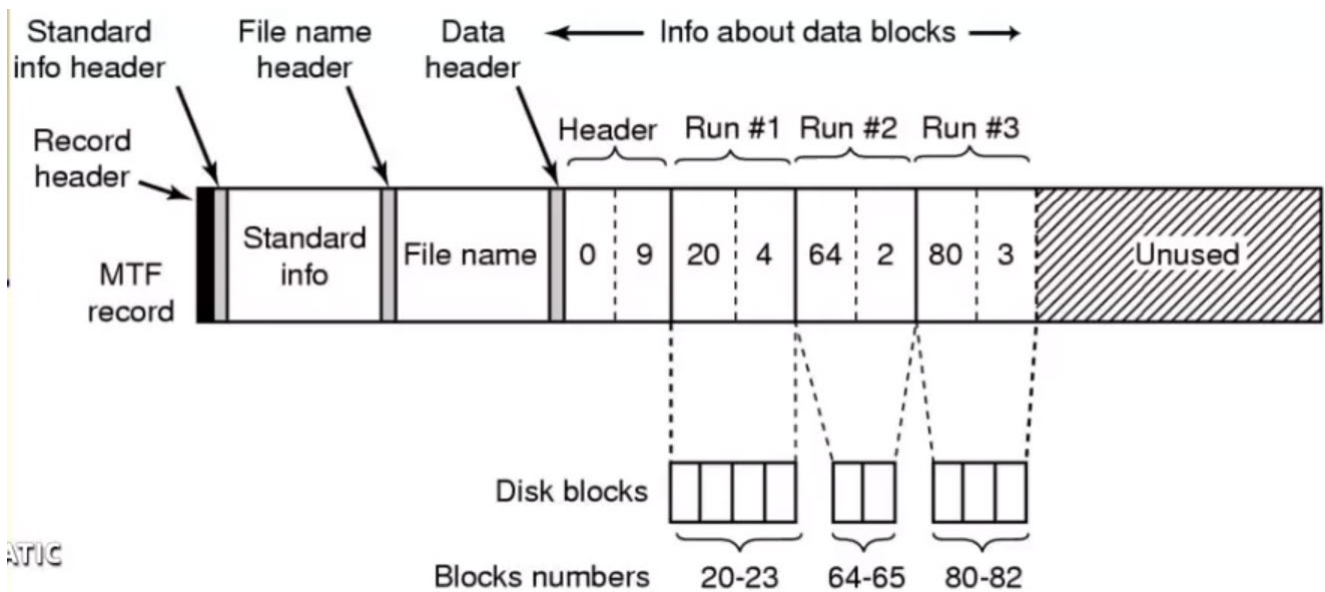 Standard
info header
File name
header
Data
header
Info about data blocks
Record
header
Header
Run #1
Run #2
Run #3
MTF
record
Standard
info
File name
0
9
20
4
64
2
80
3
Unused
Disk blocks
Blocks numbers
20-23
64-65
80-82
ATIC